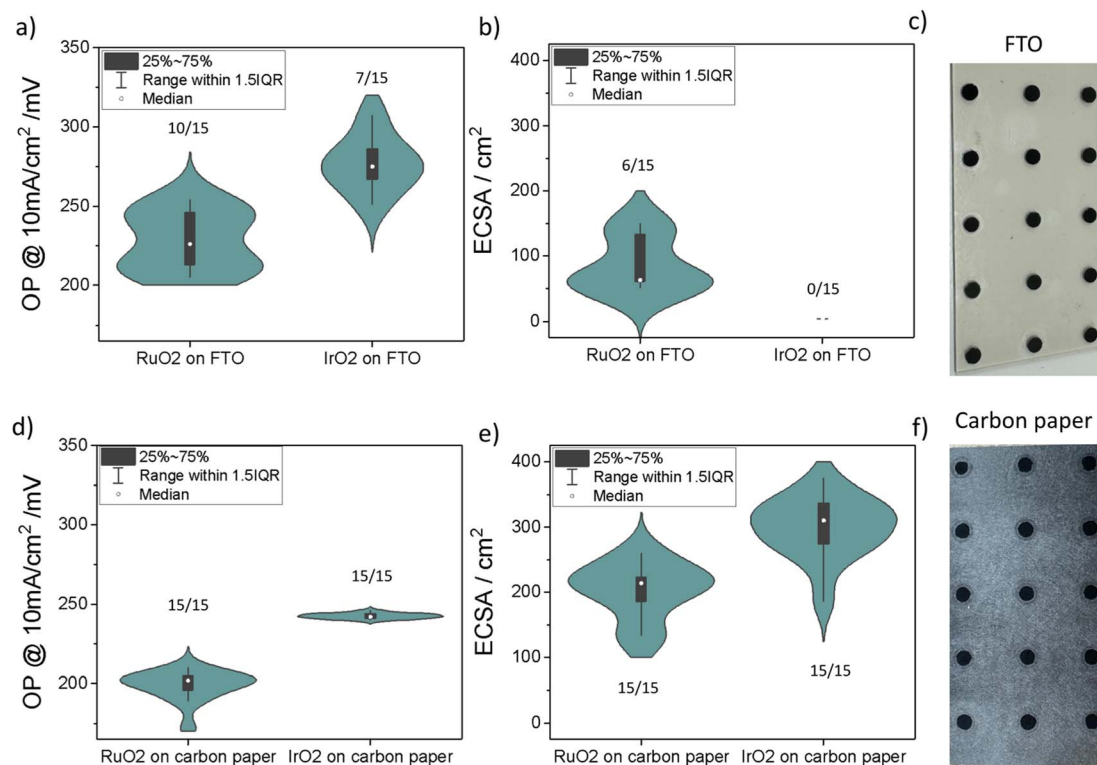 a)
350
300
250
200
OP @ 10mA/cm² /mV
25%~75%
Range within 1.5IQR
Median
10/15
7/15
RuO2 on FTO
IrO2 on FTO
b)
400
300
200
100
0
ECSA / cm²
25%~75%
Range within 1.5IQR
Median
6/15
0/15
RuO2 on FTO
IrO2 on FTO
c)
FTO
d)
350
300
250
200
OP @ 10mA/cm² /mV
25%~75%
Range within 1.5IQR
Median
15/15
15/15
RuO2 on carbon paper
IrO2 on carbon paper
e)
400
300
200
100
0
ECSA / cm²
25%~75%
Range within 1.5IQR
Median
15/15
15/15
RuO2 on carbon paper
IrO2 on carbon paper
f)
Carbon paper